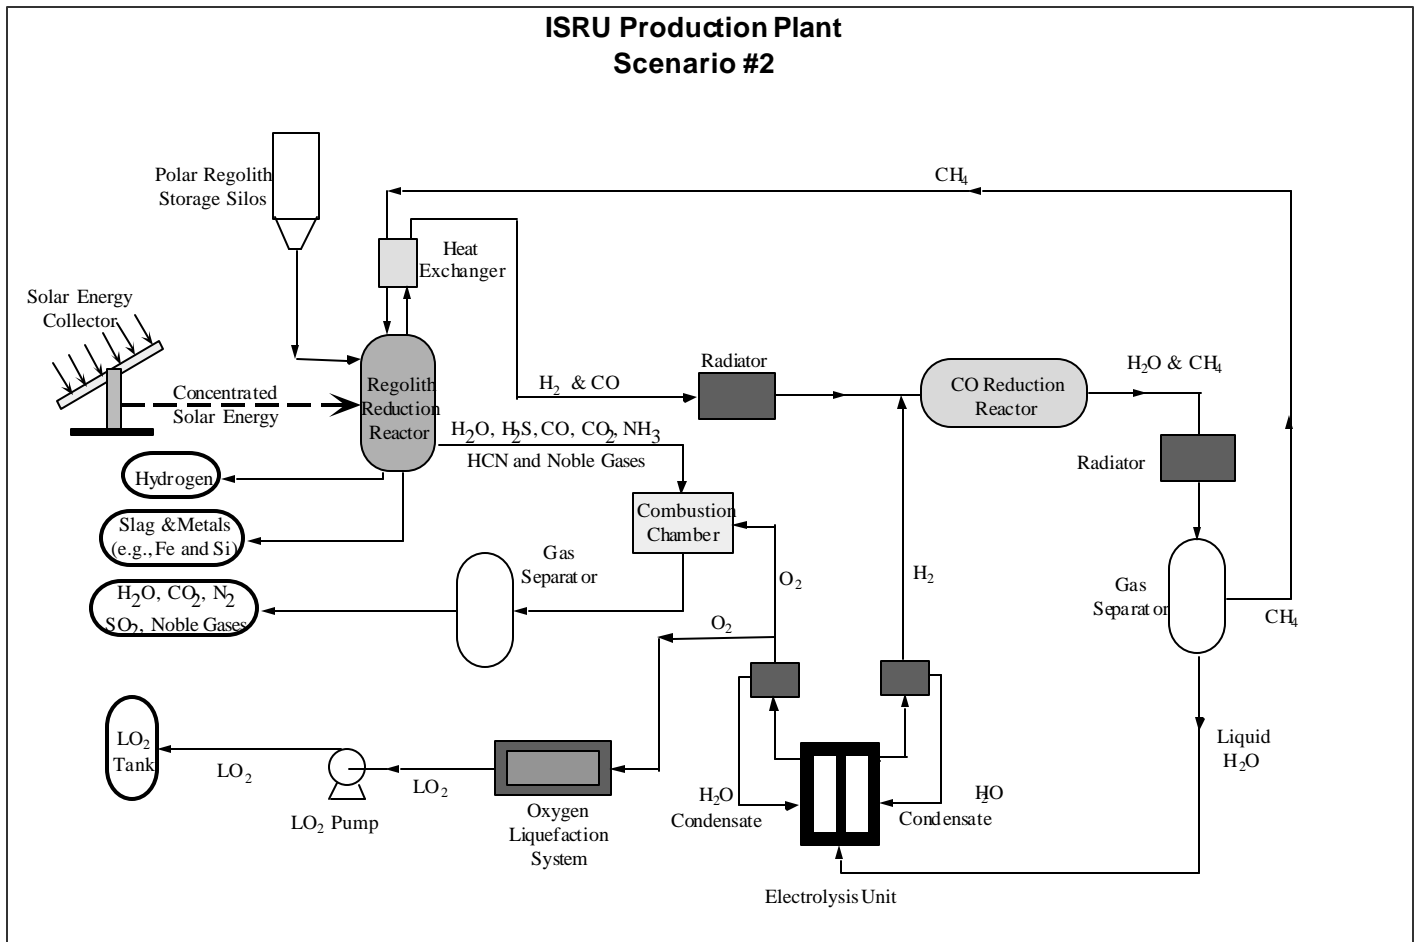 ISRU Production Plant
Scenario #2
Polar Regolith
Storage Silos
CH4
Heat
Exchanger
Solar Energy
Collector
Concentrated
Solar Energy
Regolith
Reduction
Reactor
H2 & CO
Radiator
CO Reduction
Reactor
H2O & CH4
Radiator
H2O, H2S, CO, CO2, NH3
HCN and Noble Gases
Hydrogen
Slag & Metals
(e.g., Fe and Si)
H2O, CO2, N2
SO2, Noble Gases
Gas
Separator
Combustion
Chamber
O2
O2
H2
Gas
Separator
CH4
Liquid
H2O
LO2
Tank
LO2
LO2 Pump
LO2
Oxygen
Liquefaction
System
H2O
Condensate
H2O
Condensate
Electrolysis Unit